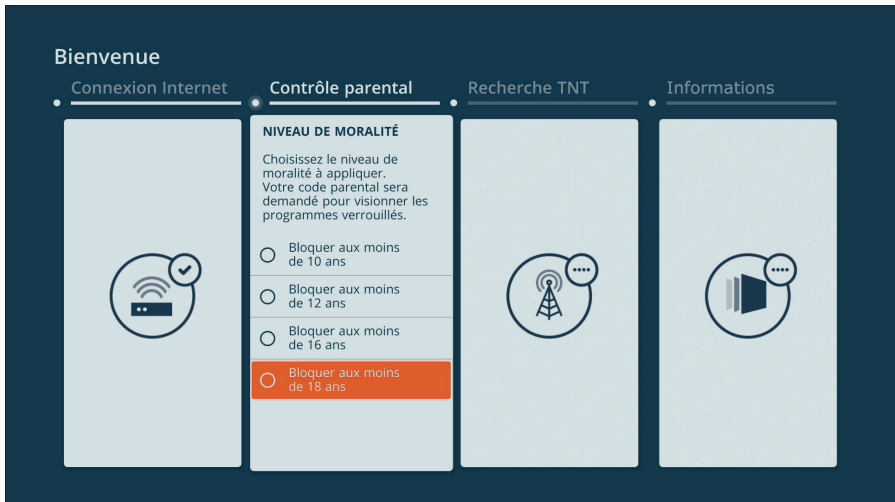 Bienvenue
Connexion Internet
Contrôle parental
Recherche TNT
Informations
NIVEAU DE MORALITÉ
Choisissez le niveau de
moralité à appliquer.
Votre code parental sera
demandé pour visionner les
programmes verrouillés.
Bloquer aux moins
de 10 ans
Bloquer aux moins
de 12 ans
Bloquer aux moins
de 16 ans
Bloquer aux moins
de 18 ans